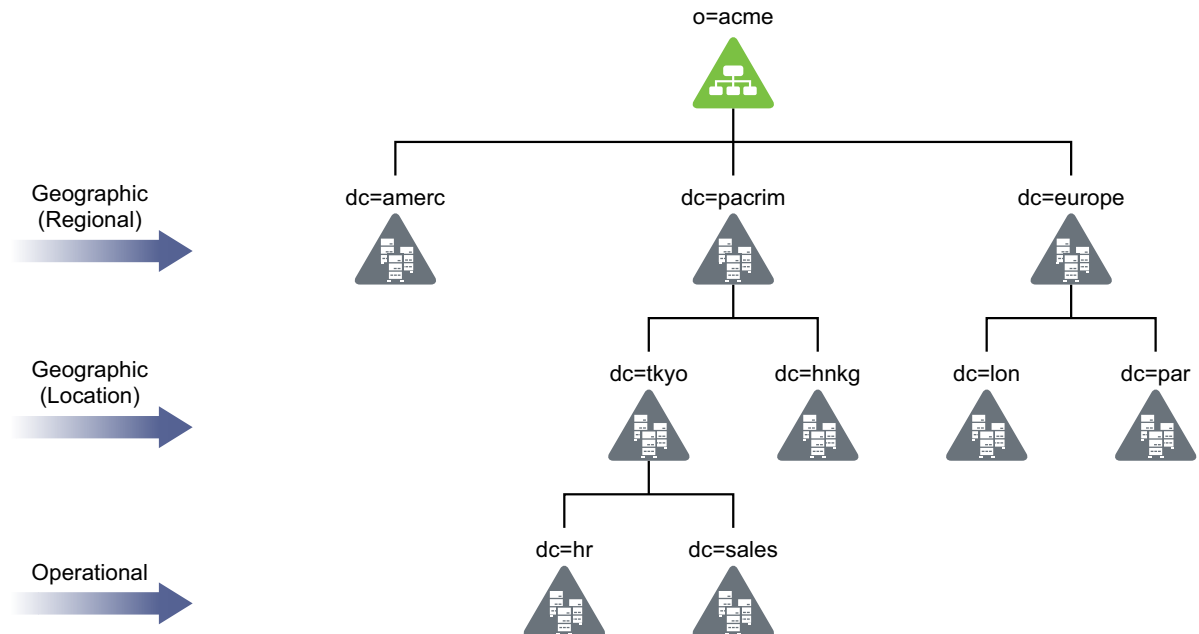 o=acme
Geographic
(Regional)
dc=amerc
dc=pacrim
dc=europe
Geographic
(Location)
dc=tkyo
dc=hnkg
dc=lon
dc=par
Operational
dc=hr
dc=sales